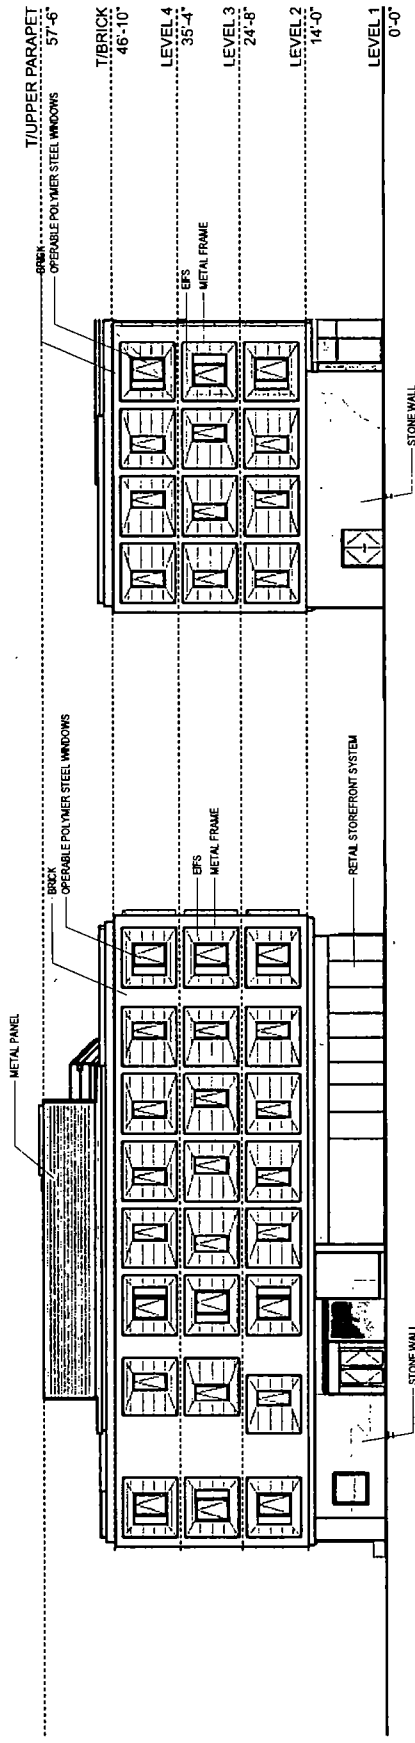 T/UPPER PARAPET
57'-6"
T/BRICK
46'-10"
LEVEL 4
35'-4"
LEVEL 3
24'-8"
LEVEL 2
14'-0"
LEVEL 1
0'-0"
BRICK
OPERABLE POLYMER STEEL WINDOWS
EIFS
METAL FRAME
STONE WALL
METAL PANEL
BRICK
OPERABLE POLYMER STEEL WINDOWS
EIFS
METAL FRAME
RETAIL STOREFRONT SYSTEM
STONE WALL